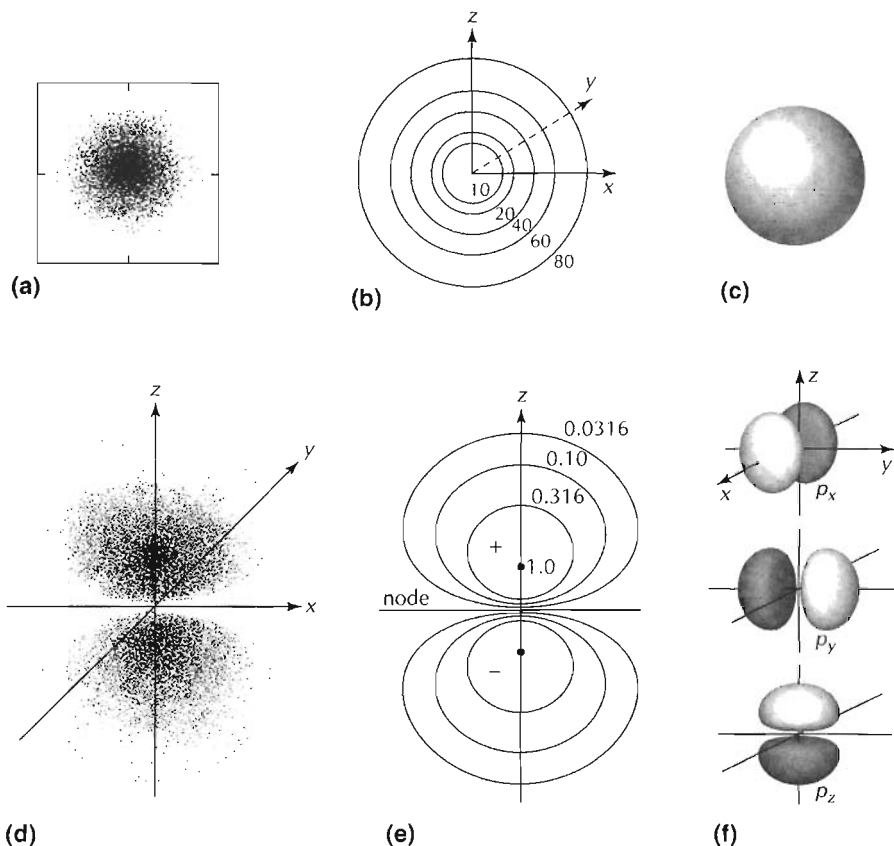 z
y
x
10
20
40
60
80
(a)
(b)
(c)
z
y
x
(d)
z
0.0316
0.10
0.316
+
1.0
node
−
(e)
z
y
x
p_x
p_y
p_z
(f)